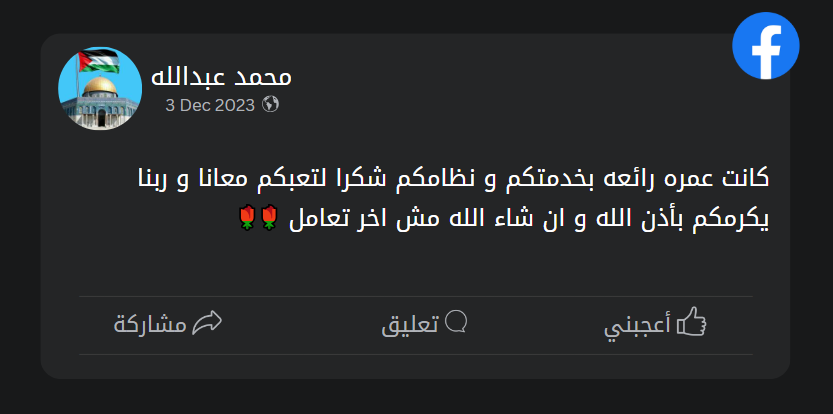 محمد عبدالله
3 Dec 2023
كانت عمره رائعه بخدمتكم و نظامكم شكرا لتعبكم معانا و ربنا
يكرمكم بأذن الله و ان شاء الله مش اخر تعامل 🌹🌹
أعجبني
تعليق
مشاركة